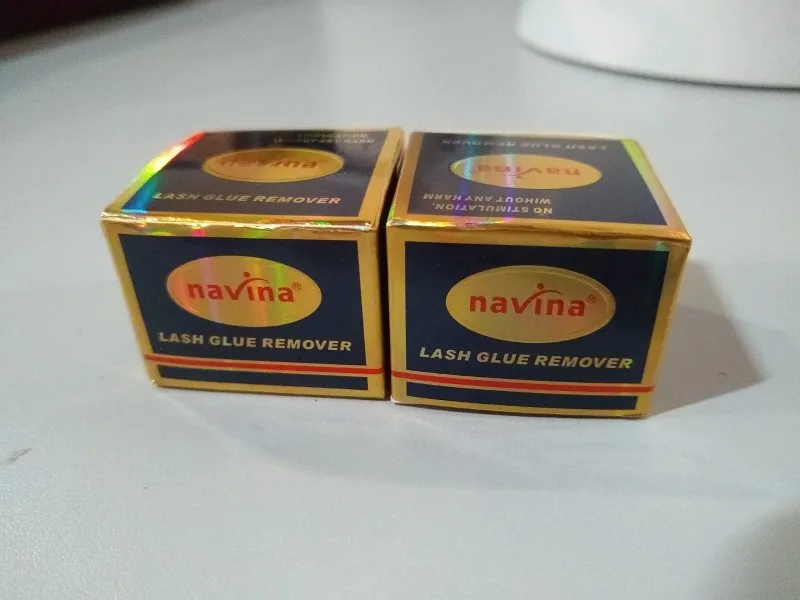 navina
LASH GLUE REMOVER
LASH GLUE REMOVER
navina
NO STIMULATION,
WIHOUT ANY HARM
navina®
LASH GLUE REMOVER
navina®
LASH GLUE REMOVER